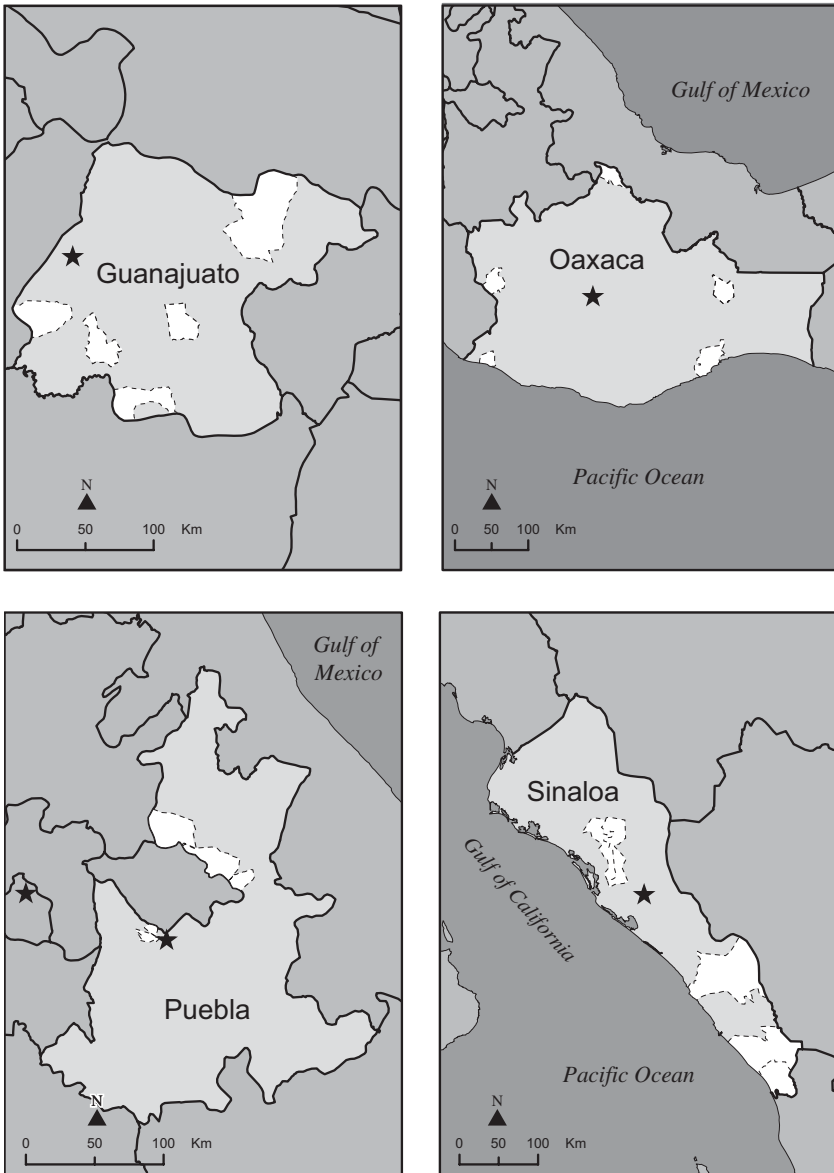 Guanajuato
N
0 50 100 Km
Gulf of Mexico
Oaxaca
Pacific Ocean
N
0 50 100 Km
Gulf of
Mexico
Puebla
N
0 50 100 Km
Sinaloa
Gulf of California
Pacific Ocean
N
0 50 100 Km